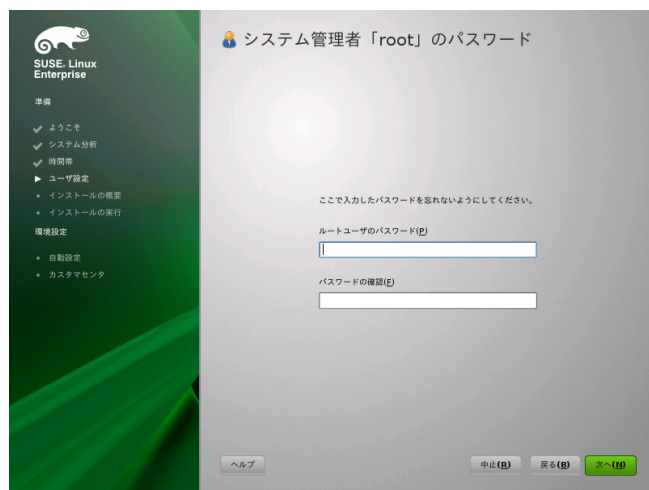 SUSE. Linux
Enterprise
準備
ようこそ
システム分析
時間帯
ユーザ設定
インストールの概要
インストールの実行
環境設定
自動設定
カスタマセンタ
システム管理者「root」のパスワード
ここで入力したパスワードを忘れないようにしてください。
ルートユーザのパスワード(P)
パスワードの確認(F)
ヘルプ
中止(R)
戻る(B)
次へ(N)